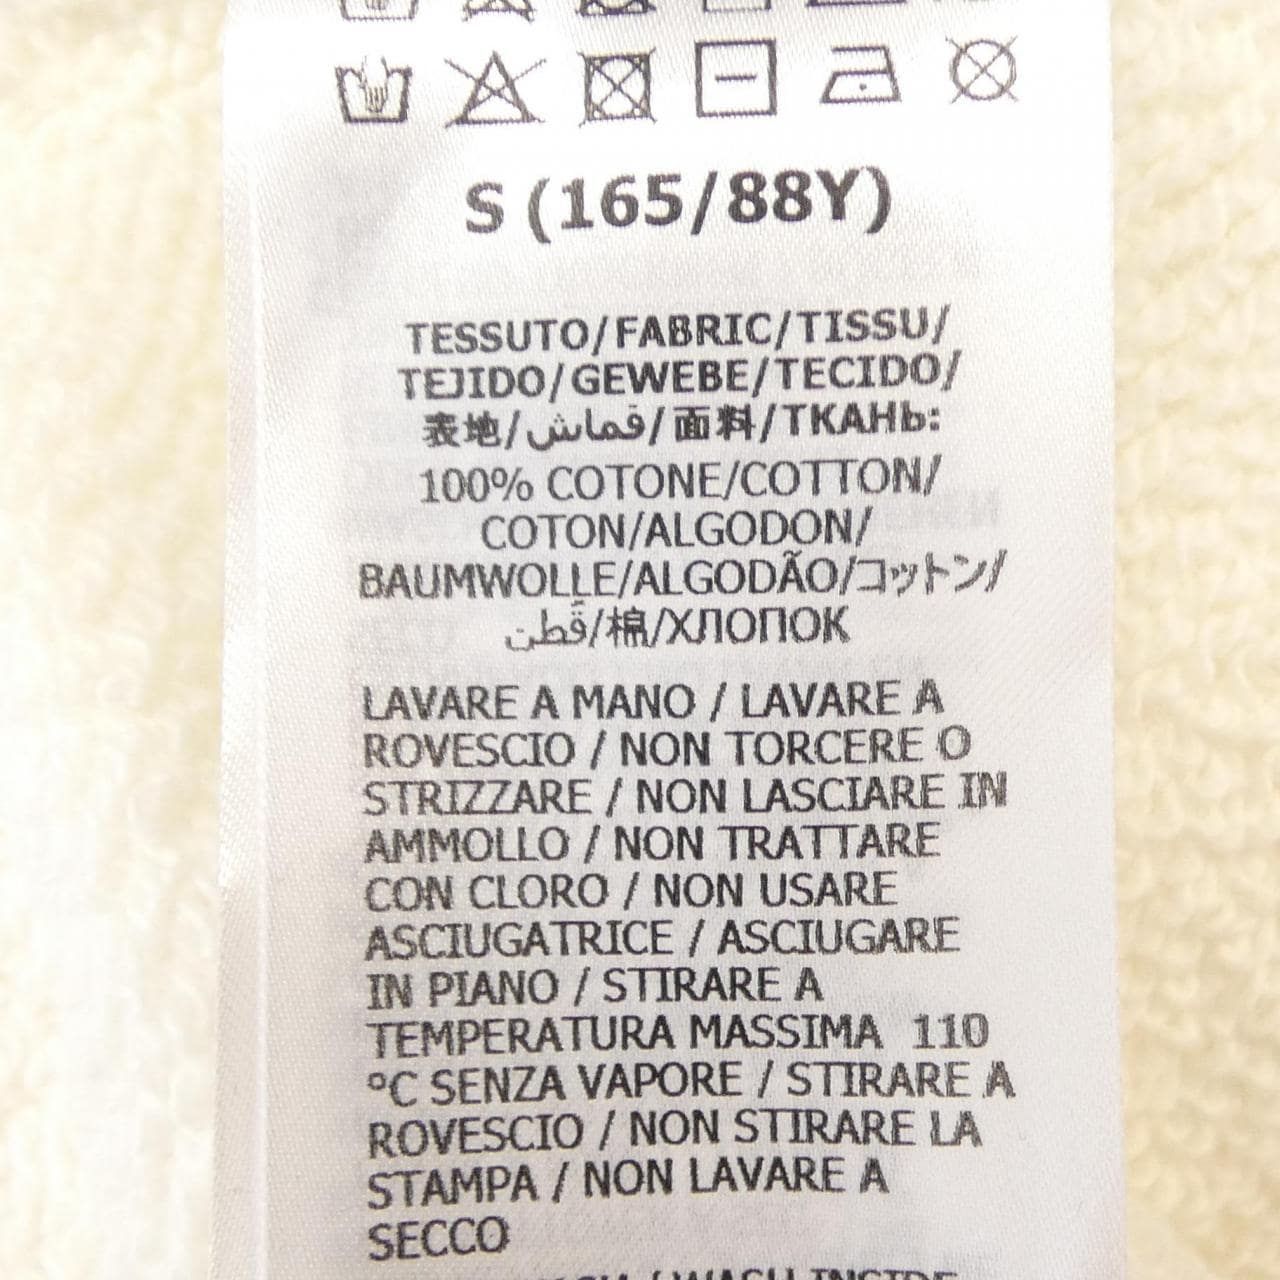 S (165/88Y)
TESSUTO/FABRIC/TISSU/
TEJIDO/GEWEBE/TECIDO/
表地/قماش/面料/ТКАНЬ:
100% COTONE/COTTON/
COTON/ALGODON/
BAUMWOLLE/ALGODÃO/コットン/
قُطن/棉/ХЛОПОК
LAVARE A MANO / LAVARE A
ROVESCIO / NON TORCERE O
STRIZZARE / NON LASCIARE IN
AMMOLLO / NON TRATTARE
CON CLORO / NON USARE
ASCIUGATRICE / ASCIUGARE
IN PIANO / STIRARE A
TEMPERATURA MASSIMA 110
°C SENZA VAPORE / STIRARE A
ROVESCIO / NON STIRARE LA
STAMPA / NON LAVARE A
SECCO
/ WASH INSIDE